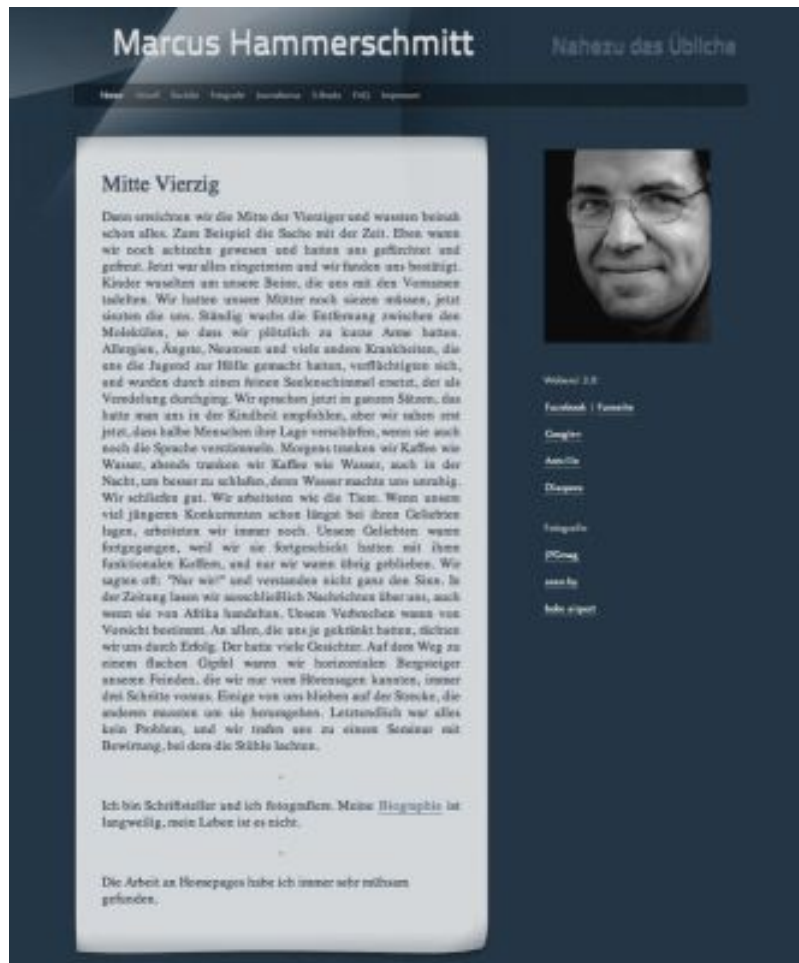 Marcus Hammerschmitt
Nahezu das Übliche
Home Aktuell Bücher Fotografie Journalismus E-Books FAQ Impressum
Mitte Vierzig
Dann erreichten wir die Mitte der Vierziger und wussten beinah
schon alles. Zum Beispiel die Sache mit der Zeit. Eben waren
wir noch achtzehn gewesen und hatten uns gefürchtet und
gefreut. Jetzt war alles eingetreten und wir fanden uns bestätigt.
Kinder wuselten um unsere Beine, die uns mit den Vornamen
tadelten. Wir hatten unsere Mütter noch siezen müssen, jetzt
siezten die uns. Ständig wuchs die Entfernung zwischen den
Molekülen, so dass wir plötzlich zu kurze Arme hatten.
Allergien, Ängste, Neurosen und viele andere Krankheiten, die
uns die Jugend zur Hölle gemacht hatten, verflüchtigten sich,
und wurden durch einen feinen Seelenschimmel ersetzt, der als
Veredelung durchging. Wir sprachen jetzt in ganzen Sätzen, das
hatte man uns in der Kindheit empfohlen, aber wir sahen erst
jetzt, dass halbe Menschen ihre Lage verschärfen, wenn sie auch
noch die Sprache verstümmeln. Morgens tranken wir Kaffee wie
Wasser, abends tranken wir Kaffee wie Wasser, auch in der
Nacht, um besser zu schlafen, denn Wasser machte uns unruhig.
Wir schliefen gut. Wir arbeiteten wie die Tiere. Wenn unsere
viel jüngeren Konkurrenten schon längst bei ihren Geliebten
lagen, arbeiteten wir immer noch. Unsere Geliebten waren
fortgegangen, weil wir sie fortgeschickt hatten mit ihren
funktionalen Koffern, und nur wir waren übrig geblieben. Wir
sagten oft: "Nur wir!" und verstanden nicht ganz den Sinn. In
der Zeitung lasen wir ausschließlich Nachrichten über uns, auch
wenn sie von Afrika handelten. Unsere Verbrechen waren von
Vorsicht bestimmt. An allen, die uns je gekränkt hatten, rächten
wir uns durch Erfolg. Der hatte viele Gesichter. Auf dem Weg zu
einem flachen Gipfel waren wir horizontalen Bergsteiger
unseren Feinden, die wir nur vom Hörensagen kannten, immer
drei Schritte voraus. Einige von uns blieben auf der Strecke, die
anderen mussten um sie herumgehen. Letztendlich war alles
kein Problem, und wir trafen uns zu einem Seminar mit
Bewirtung, bei dem die Stühle lachten.
Ich bin Schriftsteller und ich fotografiere. Meine Biographie ist
langweilig, mein Leben ist es nicht.
Die Arbeit an Homepages habe ich immer sehr mühsam
gefunden.
Facebook | Fanseite
Google+
Diaspora
Fotografie
JPGmag
seen by